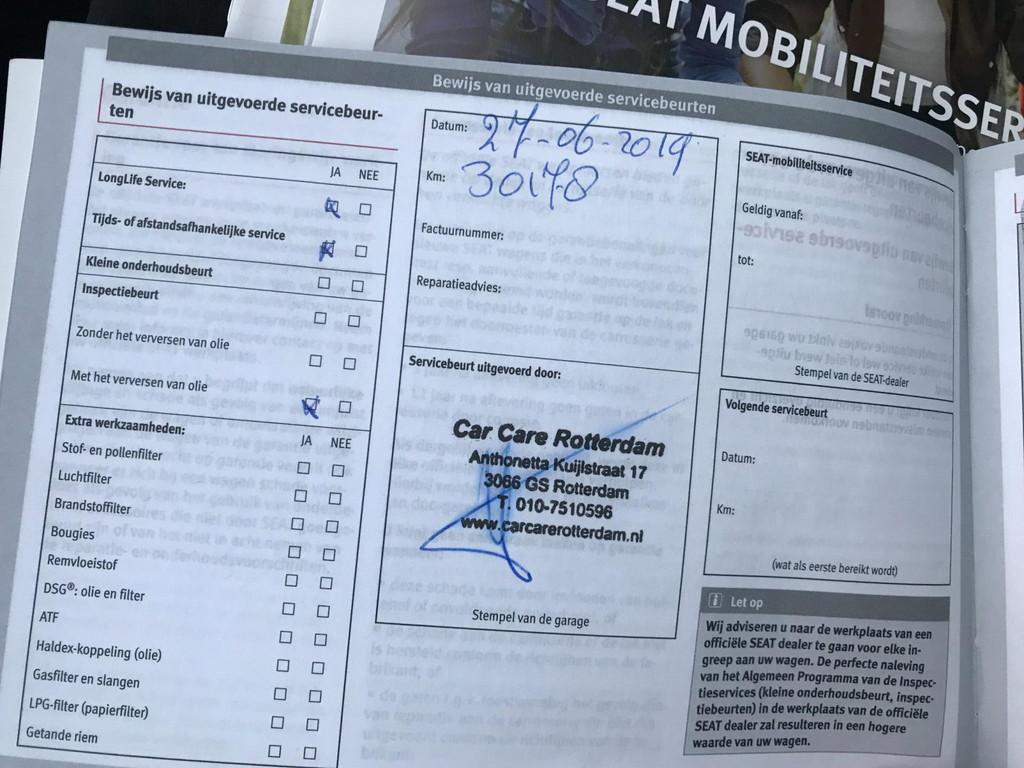 SEAT MOBILITEITSSER
Bewijs van uitgevoerde servicebeurten
Bewijs van uitgevoerde servicebeur-
ten
JA NEE
LongLife Service:
Tijds- of afstandsafhankelijke service
Kleine onderhoudsbeurt
Inspectiebeurt
Zonder het verversen van olie
Met het verversen van olie
Extra werkzaamheden: JA NEE
Stof- en pollenfilter
Luchtfilter
Brandstoffilter
Bougies
Remvloeistof
DSG®: olie en filter
ATF
Haldex-koppeling (olie)
Gasfilter en slangen
LPG-filter (papierfilter)
Getande riem
Datum: 27-06-2019
Km: 30178
Factuurnummer:
Reparatieadvies:
Servicebeurt uitgevoerd door:
Car Care Rotterdam
Anthonetta Kuijlstraat 17
3066 GS Rotterdam
T. 010-7510596
www.carcarerotterdam.nl
Stempel van de garage
SEAT-mobiliteitsservice
Geldig vanaf:
tot:
Stempel van de SEAT-dealer
Volgende servicebeurt
Datum:
Km:
(wat als eerste bereikt wordt)
i Let op
Wij adviseren u naar de werkplaats van een
officiële SEAT dealer te gaan voor elke in-
greep aan uw wagen. De perfecte naleving
van het Algemeen Programma van de Inspec-
tieservices (kleine onderhoudsbeurt, inspec-
tiebeurten) in de werkplaats van de officiële
SEAT dealer zal resulteren in een hogere
waarde van uw wagen.